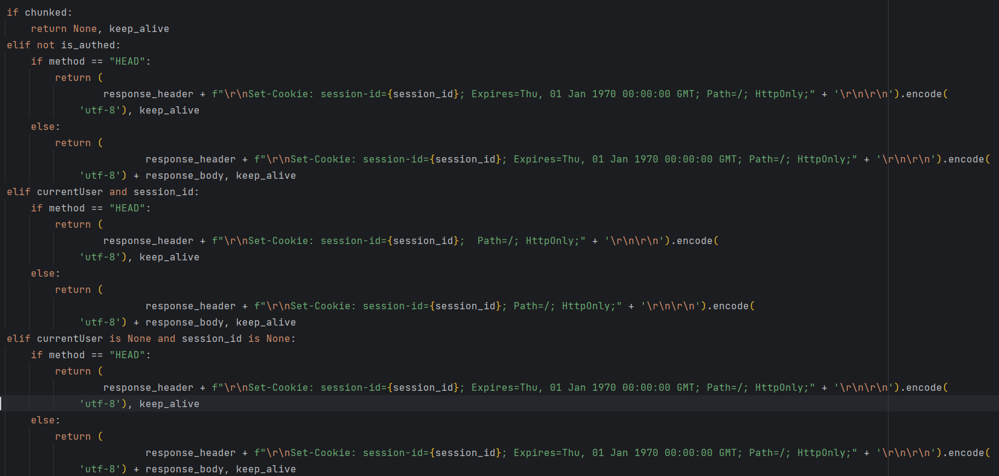 if chunked:
    return None, keep_alive
elif not is_authed:
    if method == "HEAD":
        return (
                response_header + f"\r\nSet-Cookie: session-id={session_id}; Expires=Thu, 01 Jan 1970 00:00:00 GMT; Path=/; HttpOnly;" + '\r\n\r\n').encode(
            'utf-8'), keep_alive
    else:
        return (
                       response_header + f"\r\nSet-Cookie: session-id={session_id}; Expires=Thu, 01 Jan 1970 00:00:00 GMT; Path=/; HttpOnly;" + '\r\n\r\n').encode(
            'utf-8') + response_body, keep_alive
elif currentUser and session_id:
    if method == "HEAD":
        return (
                response_header + f"\r\nSet-Cookie: session-id={session_id};  Path=/; HttpOnly;" + '\r\n\r\n').encode(
            'utf-8'), keep_alive
    else:
        return (
                       response_header + f"\r\nSet-Cookie: session-id={session_id}; Path=/; HttpOnly;" + '\r\n\r\n').encode(
            'utf-8') + response_body, keep_alive
elif currentUser is None and session_id is None:
    if method == "HEAD":
        return (
                response_header + f"\r\nSet-Cookie: session-id={session_id}; Expires=Thu, 01 Jan 1970 00:00:00 GMT; Path=/; HttpOnly;" + '\r\n\r\n').encode(
            'utf-8'), keep_alive
    else:
        return (
                       response_header + f"\r\nSet-Cookie: session-id={session_id}; Expires=Thu, 01 Jan 1970 00:00:00 GMT; Path=/; HttpOnly;" + '\r\n\r\n').encode(
            'utf-8') + response_body, keep_alive